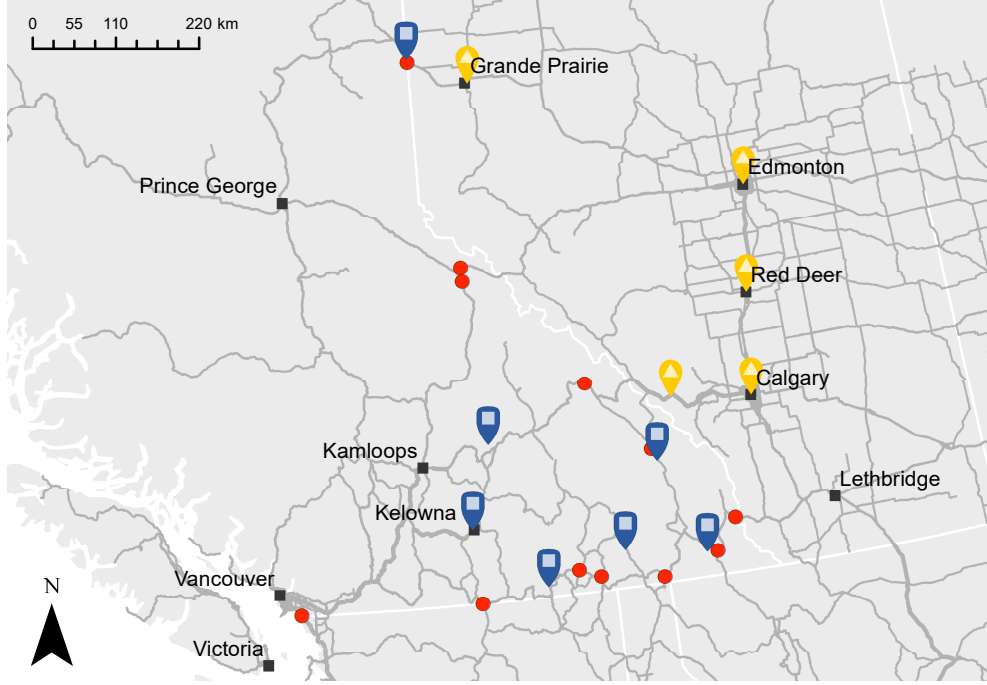 0 55 110 220 km
Grande Prairie
Edmonton
Prince George
Red Deer
Calgary
Kamloops
Lethbridge
Kelowna
Vancouver
N
Victoria